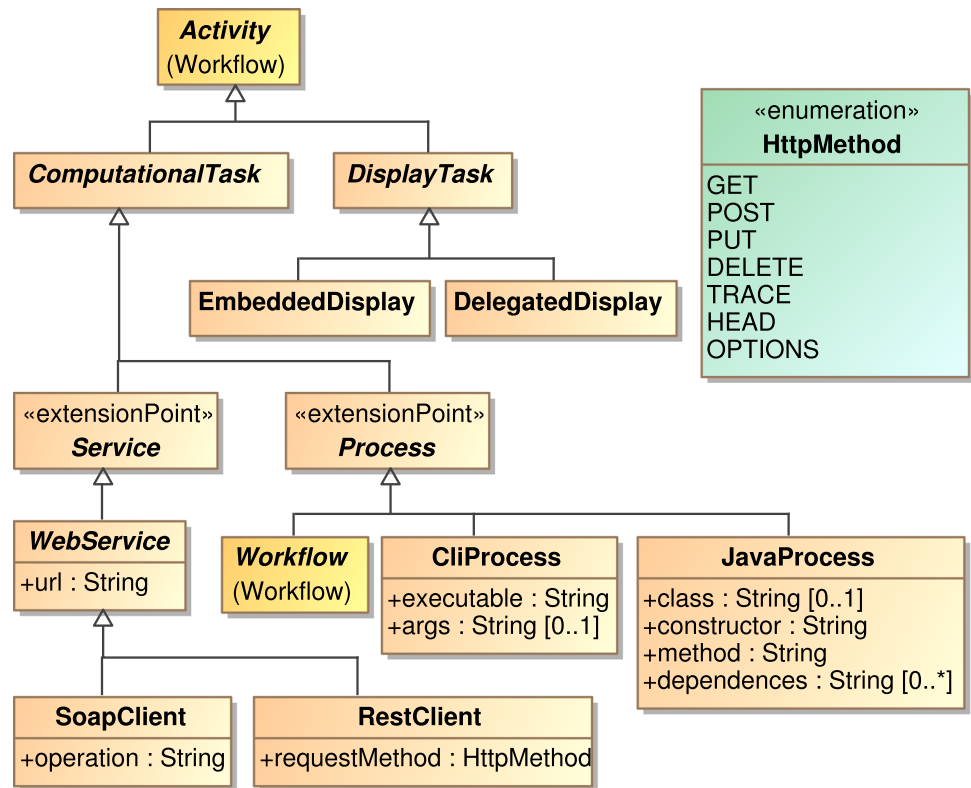 Activity
(Workflow)
«enumeration»
HttpMethod
GET
POST
PUT
DELETE
TRACE
HEAD
OPTIONS
ComputationalTask
DisplayTask
EmbeddedDisplay
DelegatedDisplay
«extensionPoint»
Service
«extensionPoint»
Process
WebService
+url : String
Workflow
(Workflow)
CliProcess
+executable : String
+args : String [0..1]
JavaProcess
+class : String [0..1]
+constructor : String
+method : String
+dependences : String [0..*]
SoapClient
+operation : String
RestClient
+requestMethod : HttpMethod